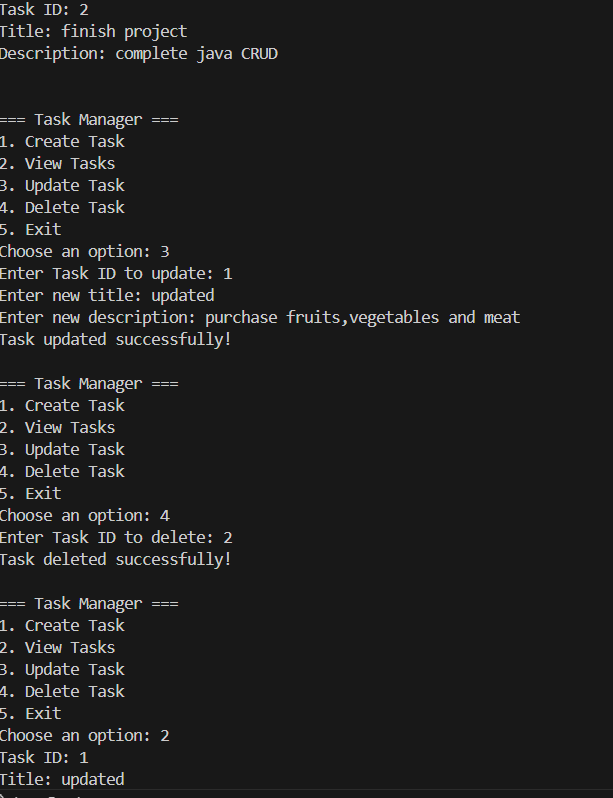 Task ID: 2
Title: finish project
Description: complete java CRUD
=== Task Manager ===
1. Create Task
2. View Tasks
3. Update Task
4. Delete Task
5. Exit
Choose an option: 3
Enter Task ID to update: 1
Enter new title: updated
Enter new description: purchase fruits,vegetables and meat
Task updated successfully!
=== Task Manager ===
1. Create Task
2. View Tasks
3. Update Task
4. Delete Task
5. Exit
Choose an option: 4
Enter Task ID to delete: 2
Task deleted successfully!
=== Task Manager ===
1. Create Task
2. View Tasks
3. Update Task
4. Delete Task
5. Exit
Choose an option: 2
Task ID: 1
Title: updated